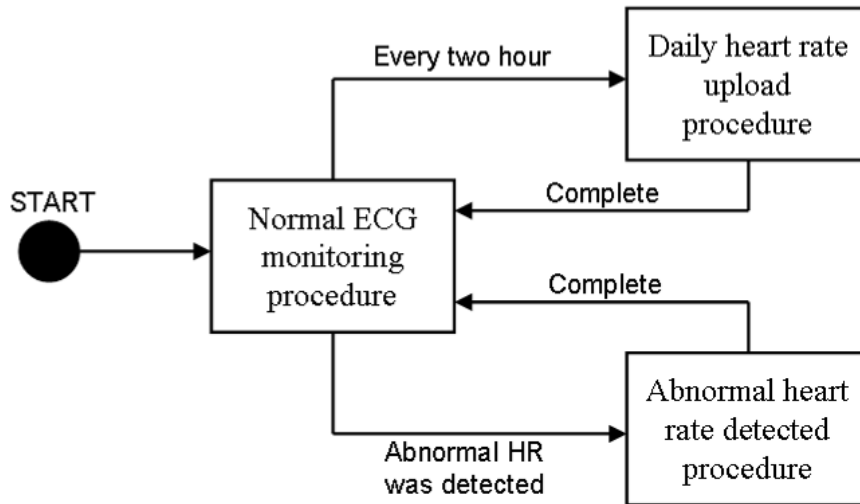 START
Normal ECG
monitoring
procedure
Every two hour
Daily heart rate
upload
procedure
Complete
Complete
Abnormal HR
was detected
Abnormal heart
rate detected
procedure